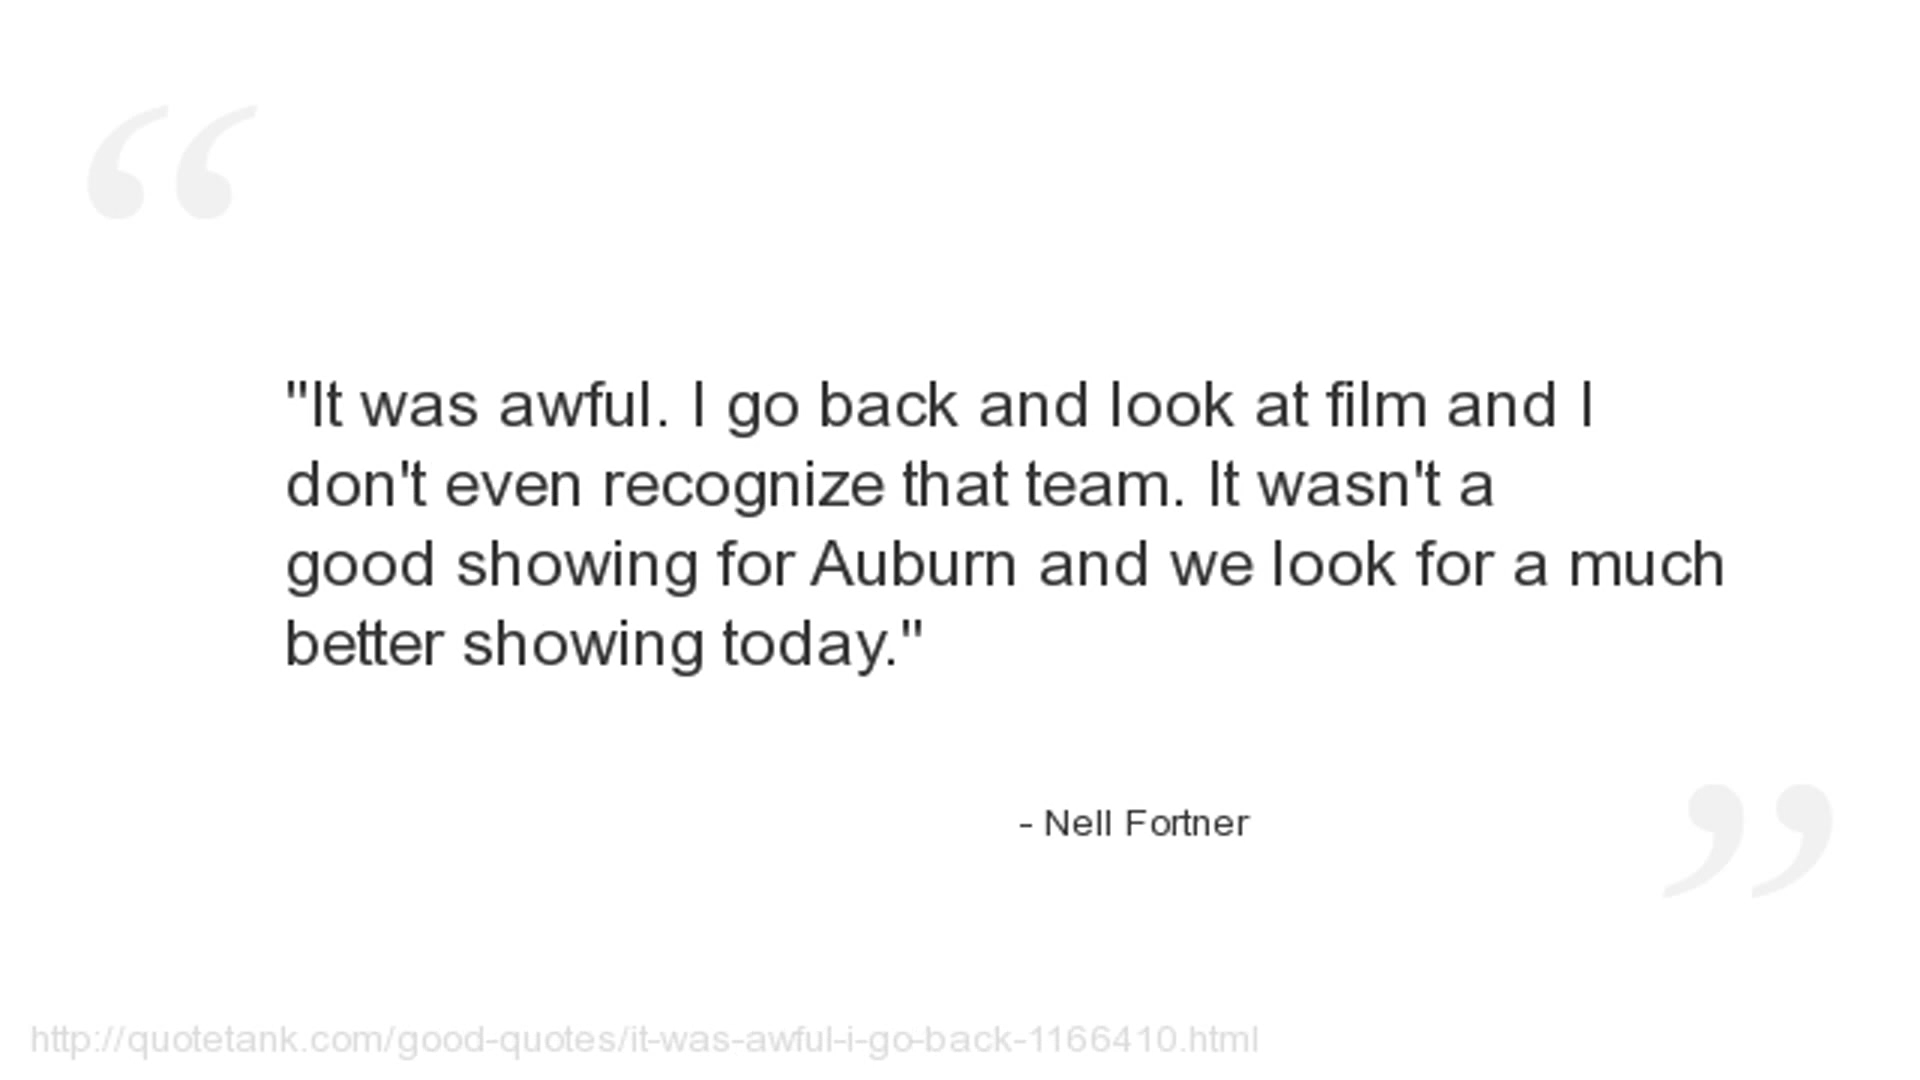 "It was awful. I go back and look at film and I
don't even recognize that team. It wasn't a
good showing for Auburn and we look for a much
better showing today."
- Nell Fortner
http://quotetank.com/good-quotes/it-was-awful-i-go-back-1166410.html